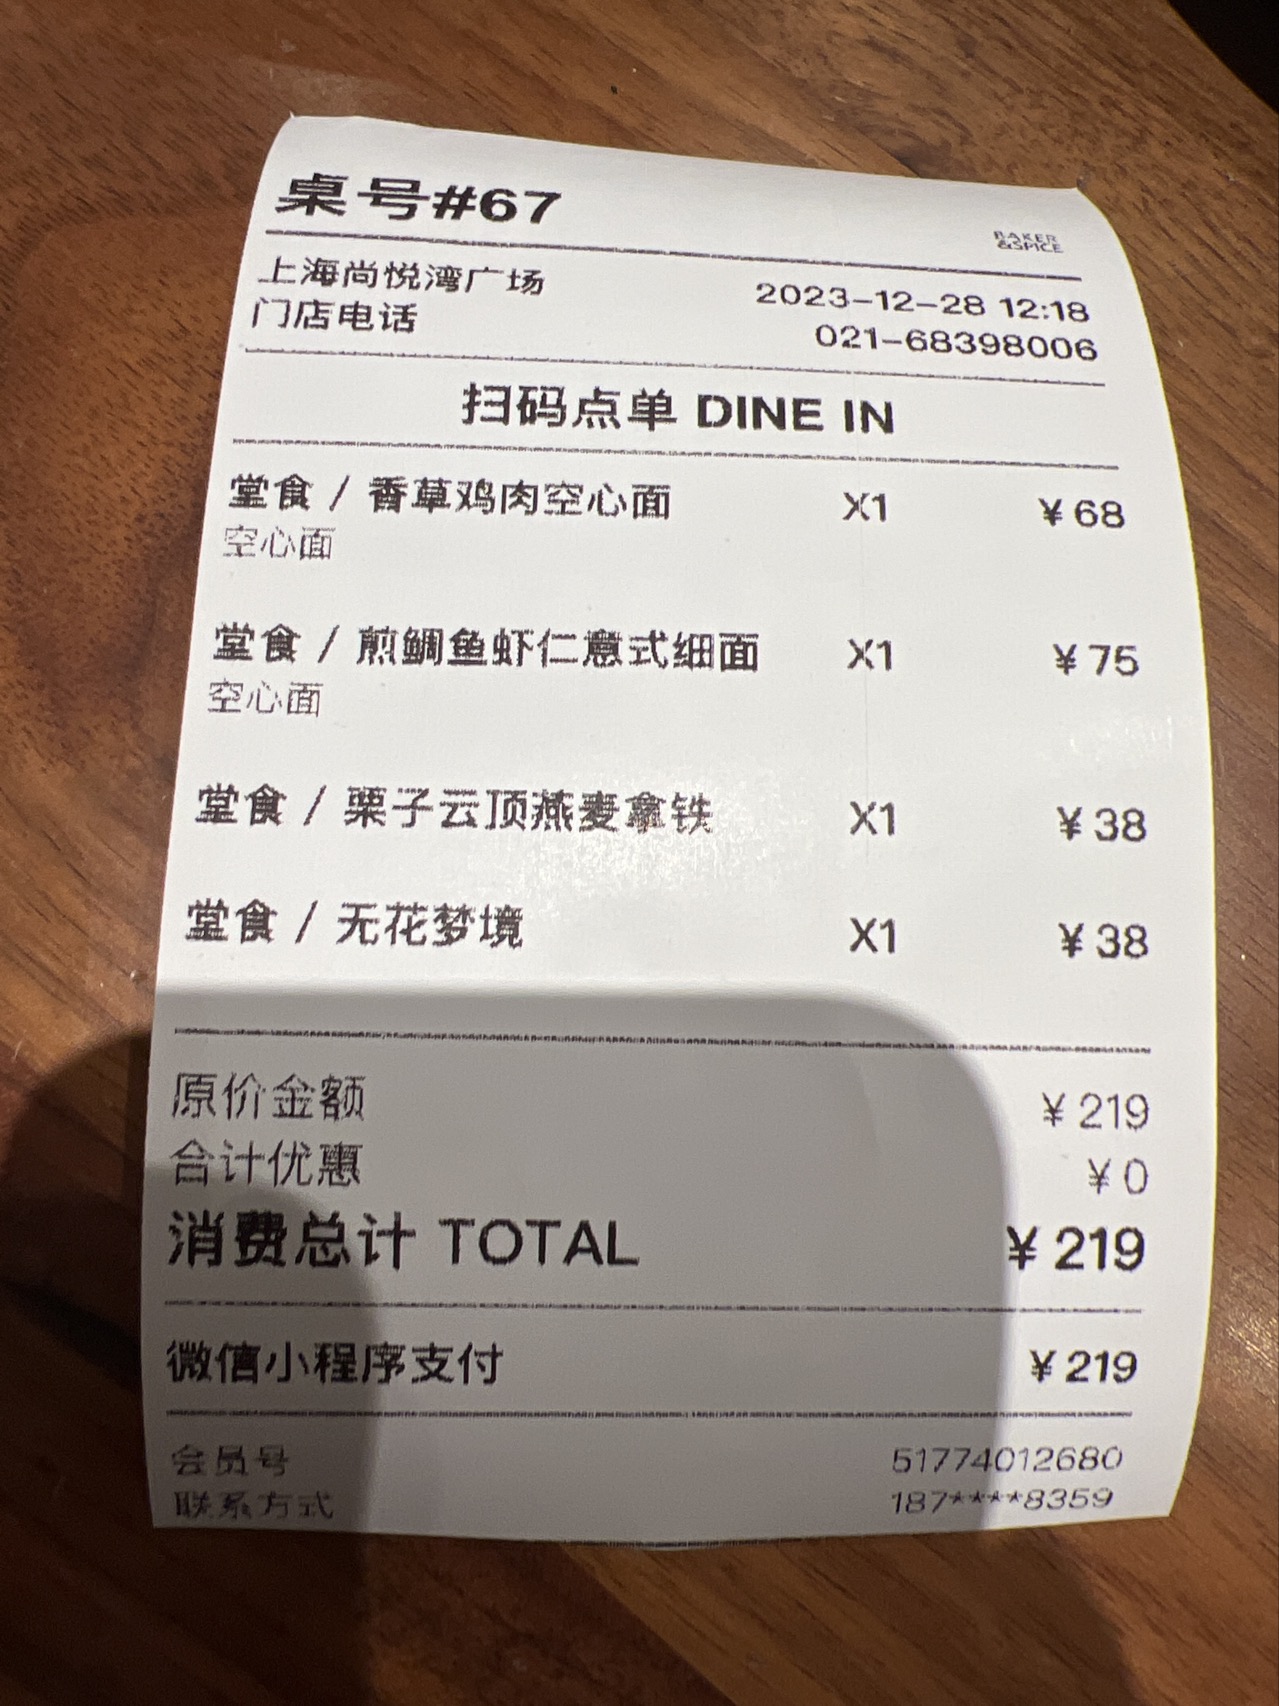 桌号#67
BAKER
&SPICE
上海尚悦湾广场 2023-12-28 12:18
门店电话 021-68398006
扫码点单 DINE IN
堂食 / 香草鸡肉空心面 X1 ¥68
空心面
堂食 / 煎鲷鱼虾仁意式细面 X1 ¥75
空心面
堂食 / 栗子云顶燕麦拿铁 X1 ¥38
堂食 / 无花梦境 X1 ¥38
原价金额 ¥219
合计优惠 ¥0
消费总计 TOTAL ¥219
微信小程序支付 ¥219
会员号 51774012680
联系方式 187****8359